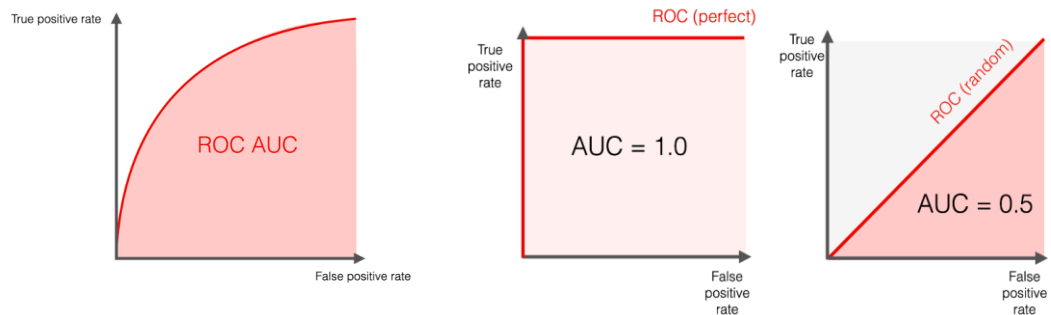 True positive rate
ROC AUC
False positive rate
ROC (perfect)
True
positive
rate
AUC = 1.0
False
positive
rate
True
positive
rate
ROC (random)
AUC = 0.5
False
positive
rate